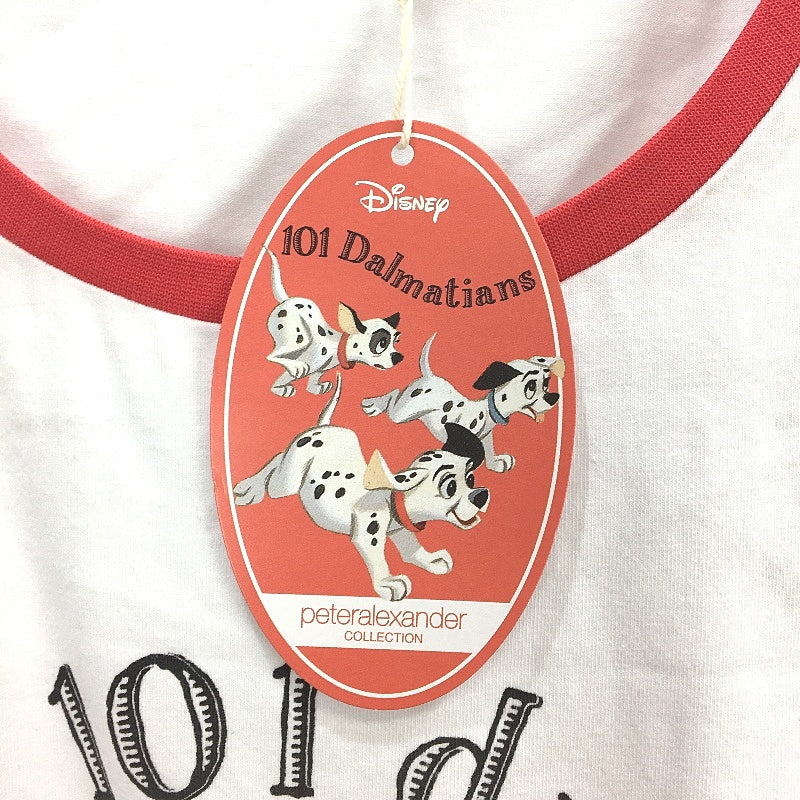 Disney
101 Dalmatians
peteralexander
COLLECTION
101 d